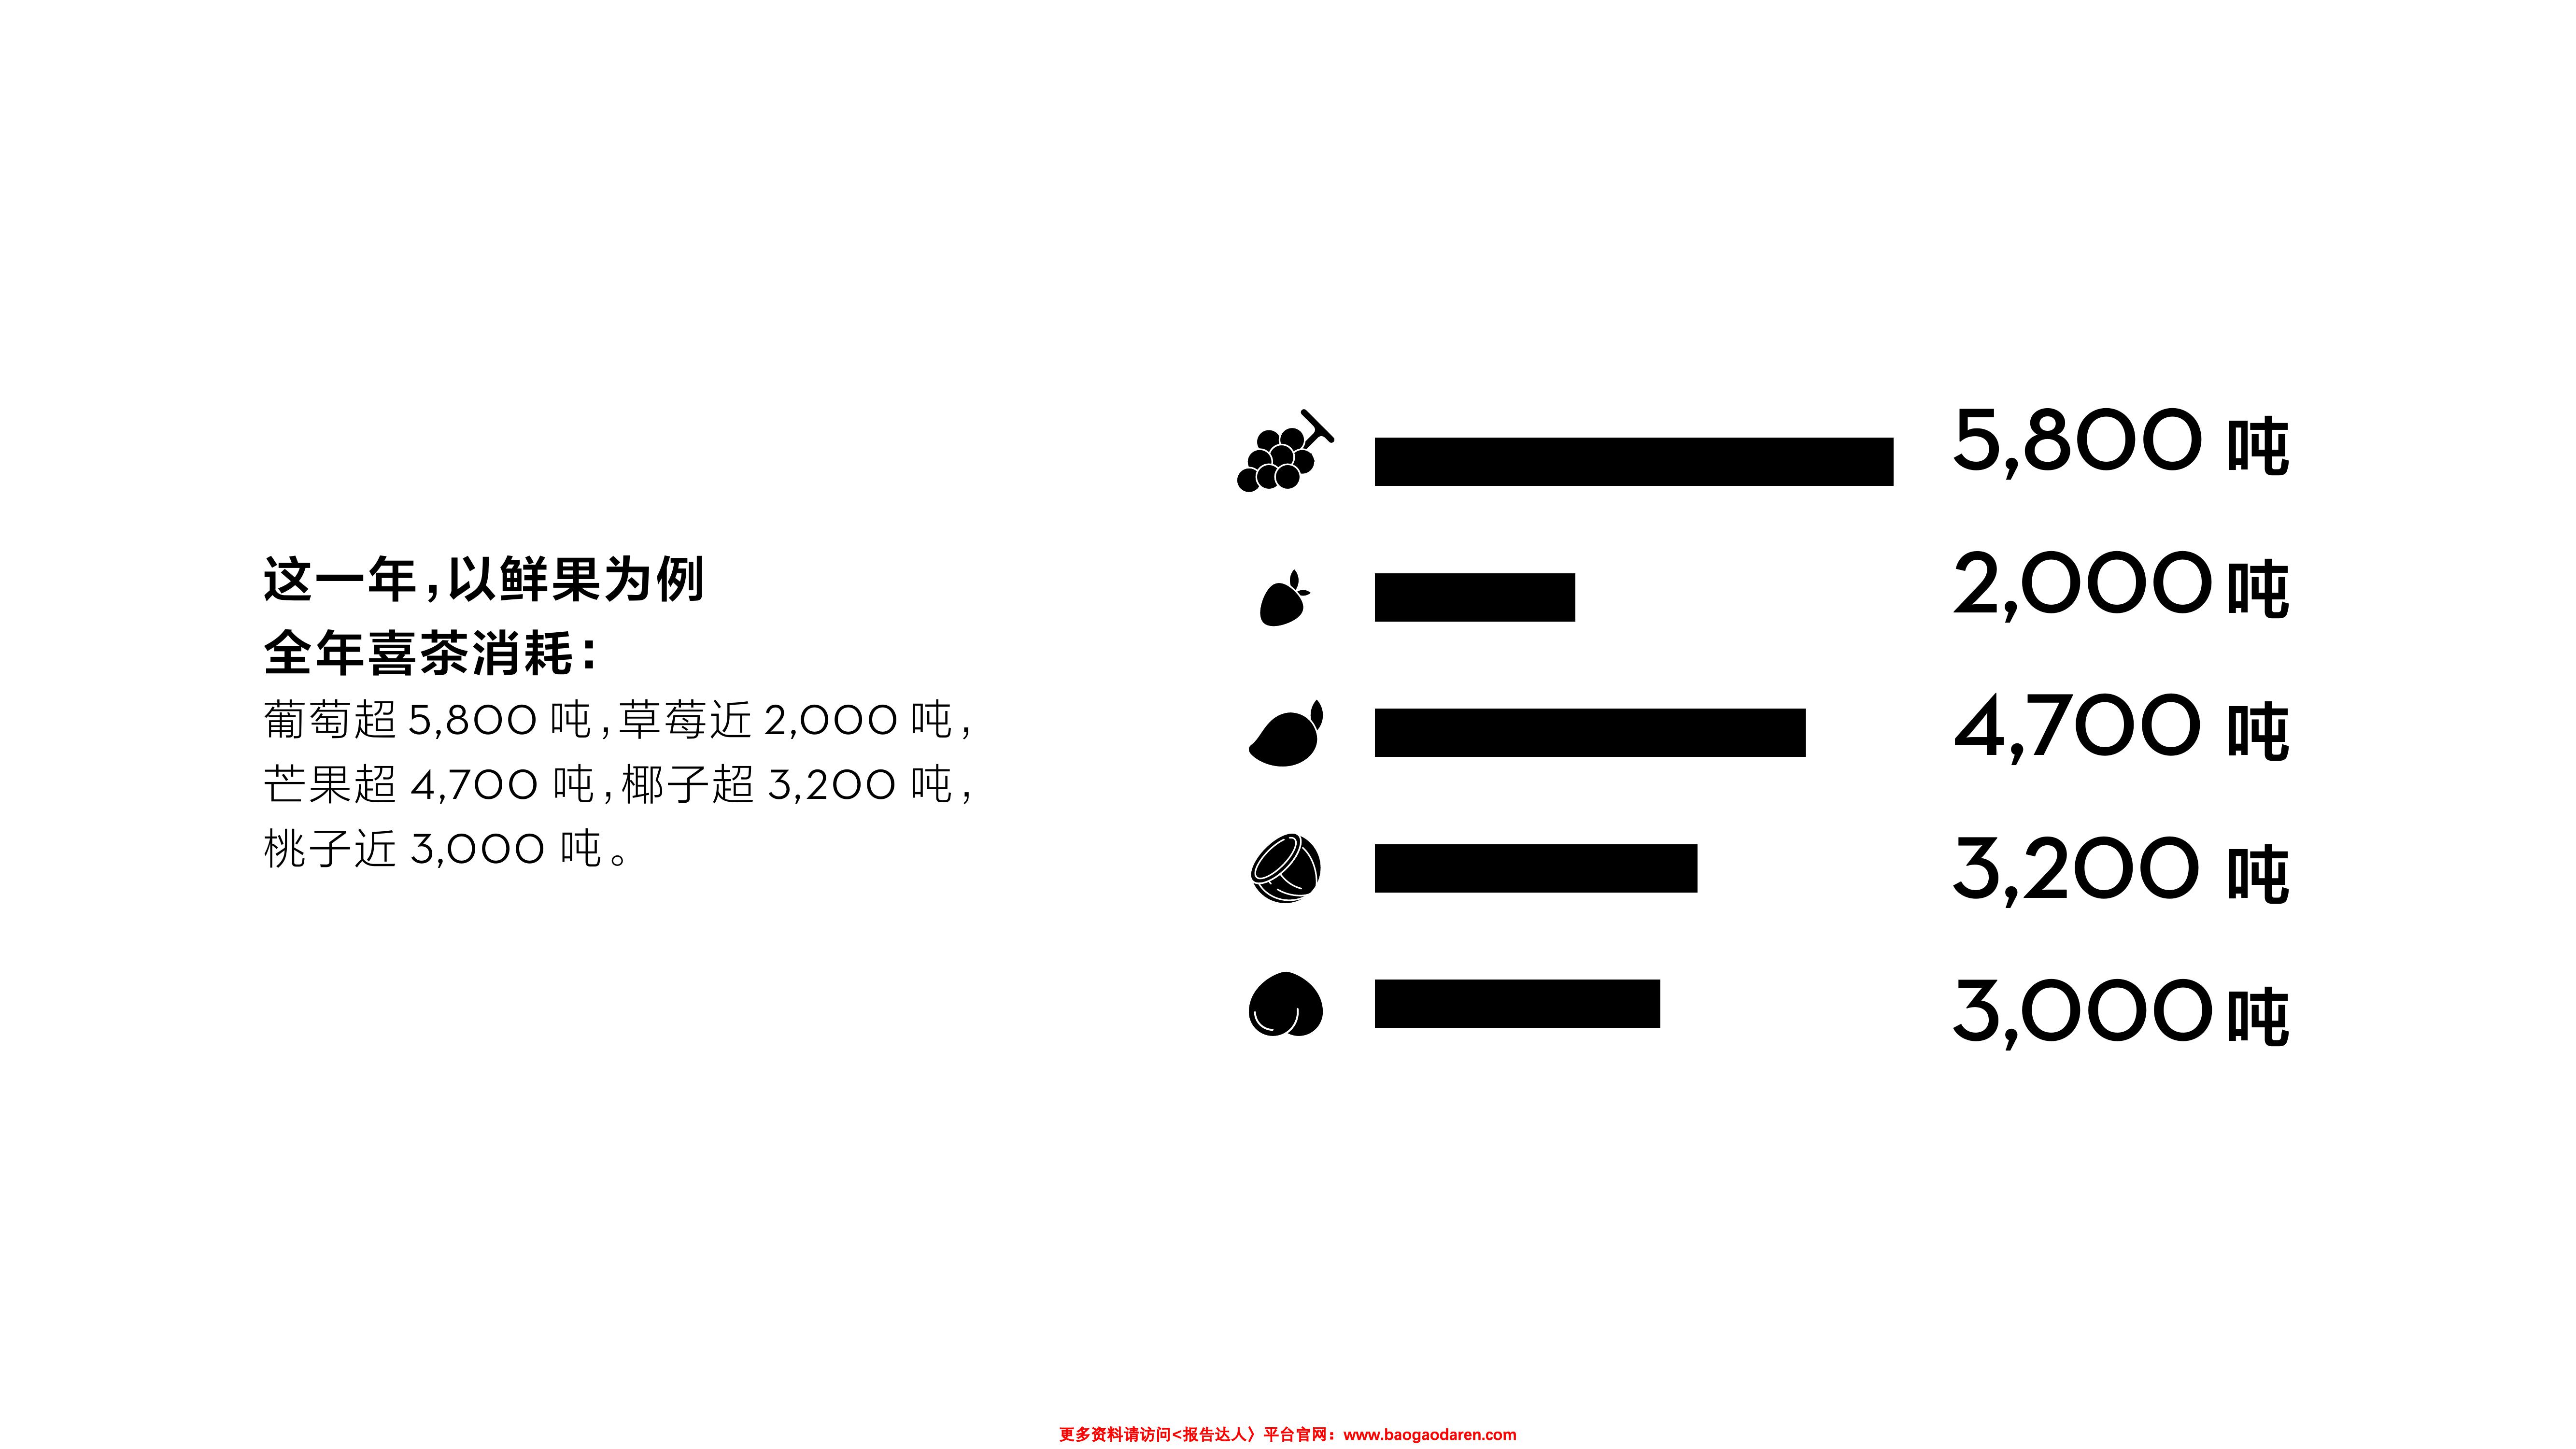 这一年,以鲜果为例
全年喜茶消耗:
葡萄超 5,800 吨,草莓近 2,000 吨,
芒果超 4,700 吨,椰子超 3,200 吨,
桃子近 3,000 吨。
5,800 吨
2,000 吨
4,700 吨
3,200 吨
3,000 吨
更多资料请访问<报告达人〉平台官网：www.baogaodaren.com